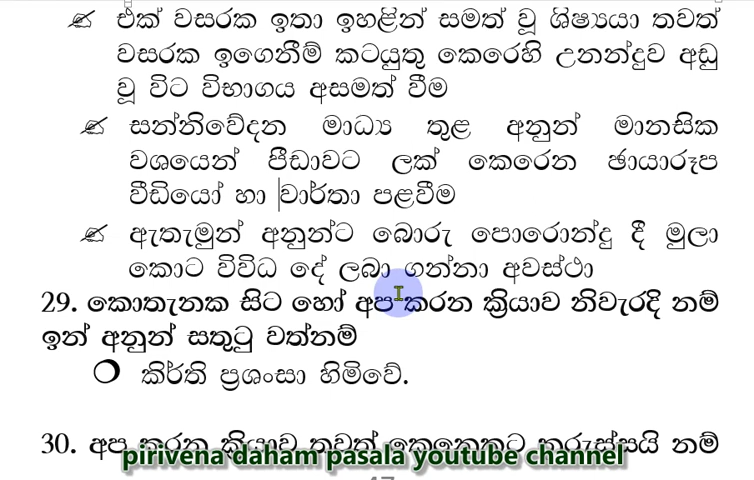 එක් වසරක ඉතා ඉහළින් සමත් වූ ශිෂ්‍යයා තවත්
වසරක ඉගෙනීම් කටයුතු කෙරෙහි උනන්දුව අඩු
වූ විට විභාගය අසමත් වීම
සන්නිවේදන මාධ්‍ය තුළ අනුන් මානසික
වශයෙන් පීඩාවට ලක් කෙරෙන ඡායාරූප
වීඩියෝ හා වාර්තා පළවීම
ඇතැමුන් අනුන්ට බොරු පොරොන්දු දී මුලා
කොට විවිධ දේ ලබා ගන්නා අවස්ථා
29. කොතැනක සිට හෝ අප කරන ක්‍රියාව නිවැරදි නම්
ඉන් අනුන් සතුටු වත්නම්
කිර්ති ප්‍රශංසා හිමිවේ.
30. අප කරන ක්‍රියාව තවත් කෙනෙකුට නුරුස්සයි නම්
pirivena daham pasala youtube channel